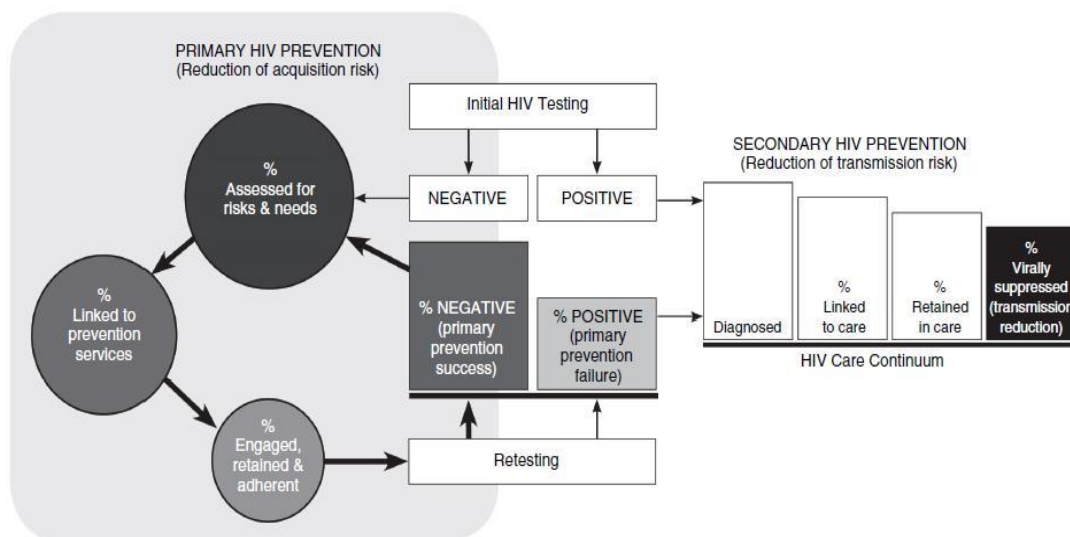 PRIMARY HIV PREVENTION
(Reduction of acquisition risk)
Initial HIV Testing
SECONDARY HIV PREVENTION
(Reduction of transmission risk)
%
Assessed for
risks & needs
NEGATIVE
POSITIVE
%
Linked to
prevention
services
% NEGATIVE
(primary
prevention
success)
% POSITIVE
(primary
prevention
failure)
Diagnosed
%
Linked
to care
%
Retained
in care
%
Virally
suppressed
(transmission
reduction)
HIV Care Continuum
%
Engaged,
retained &
adherent
Retesting